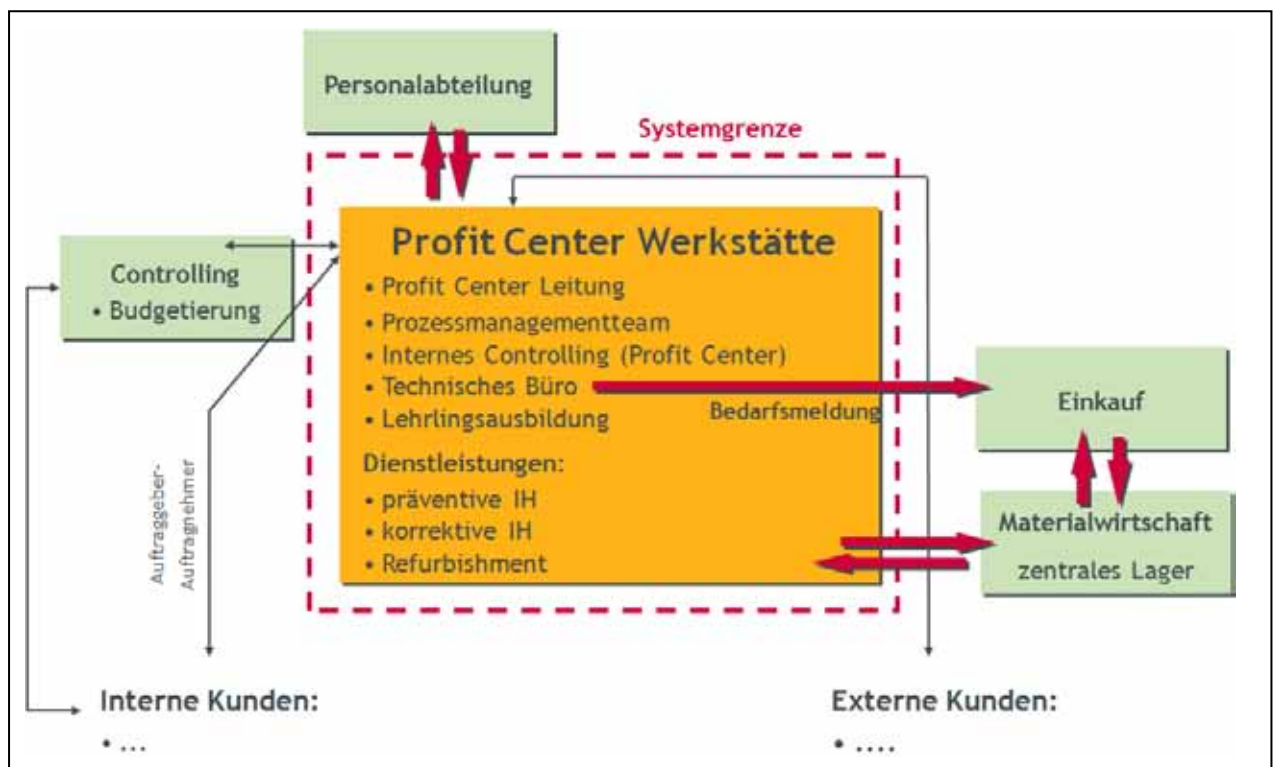 Personalabteilung
Systemgrenze
Profit Center Werkstätte
• Profit Center Leitung
• Prozessmanagementteam
• Internes Controlling (Profit Center)
• Technisches Büro
• Lehrlingsausbildung
Dienstleistungen:
• präventive IH
• korrektive IH
• Refurbishment
Controlling
• Budgetierung
Bedarfsmeldung
Einkauf
Materialwirtschaft
zentrales Lager
Auftraggeber-
Auftragnehmer
Interne Kunden:
• ...
Externe Kunden:
• ....